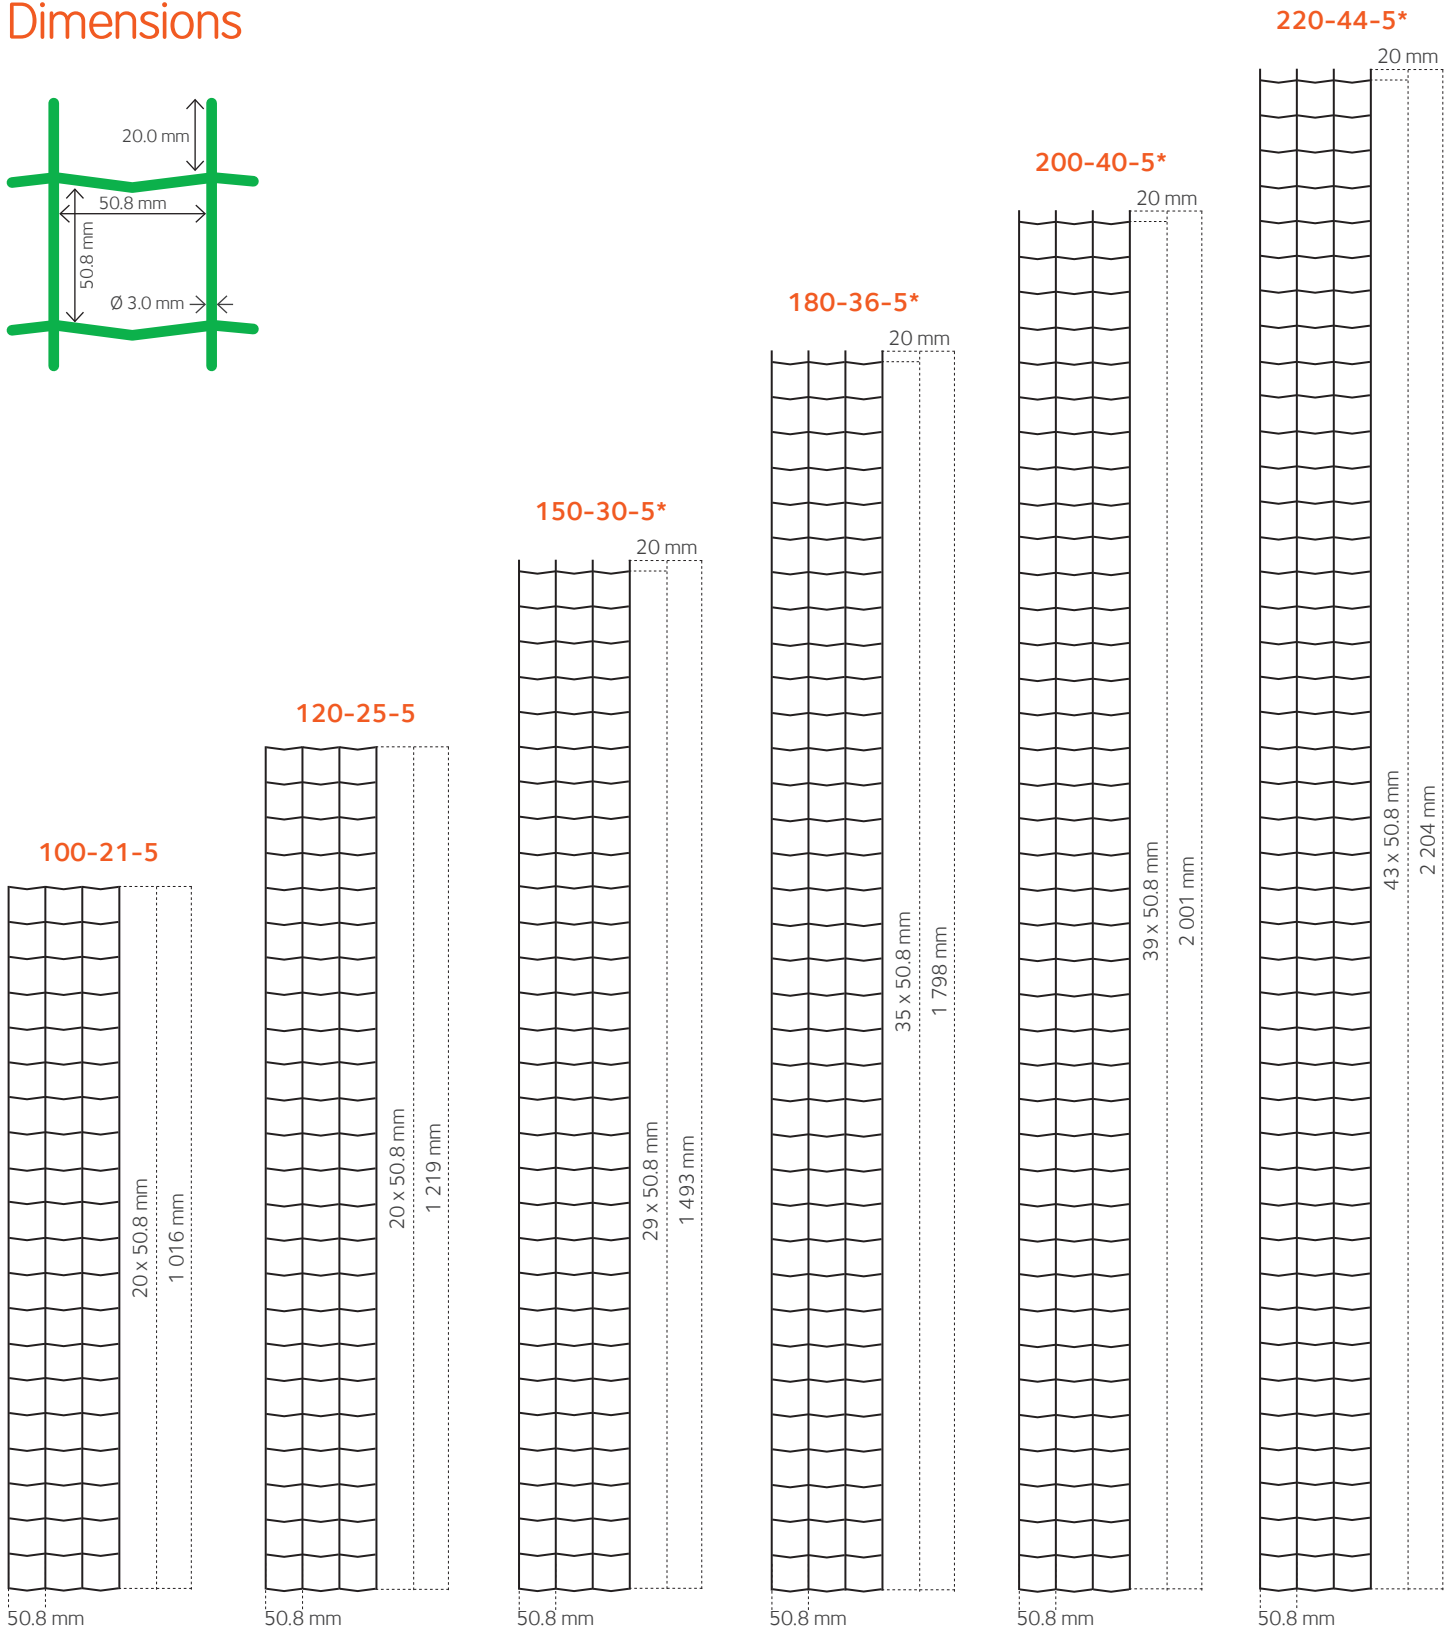 Dimensions
20.0 mm
50.8 mm
50.8 mm
Ø 3.0 mm
100-21-5
20 x 50.8 mm
1 016 mm
50.8 mm
120-25-5
20 x 50.8 mm
1 219 mm
50.8 mm
150-30-5*
20 mm
29 x 50.8 mm
1 493 mm
50.8 mm
180-36-5*
20 mm
35 x 50.8 mm
1 798 mm
50.8 mm
200-40-5*
20 mm
39 x 50.8 mm
2 001 mm
50.8 mm
220-44-5*
20 mm
43 x 50.8 mm
2 204 mm
50.8 mm